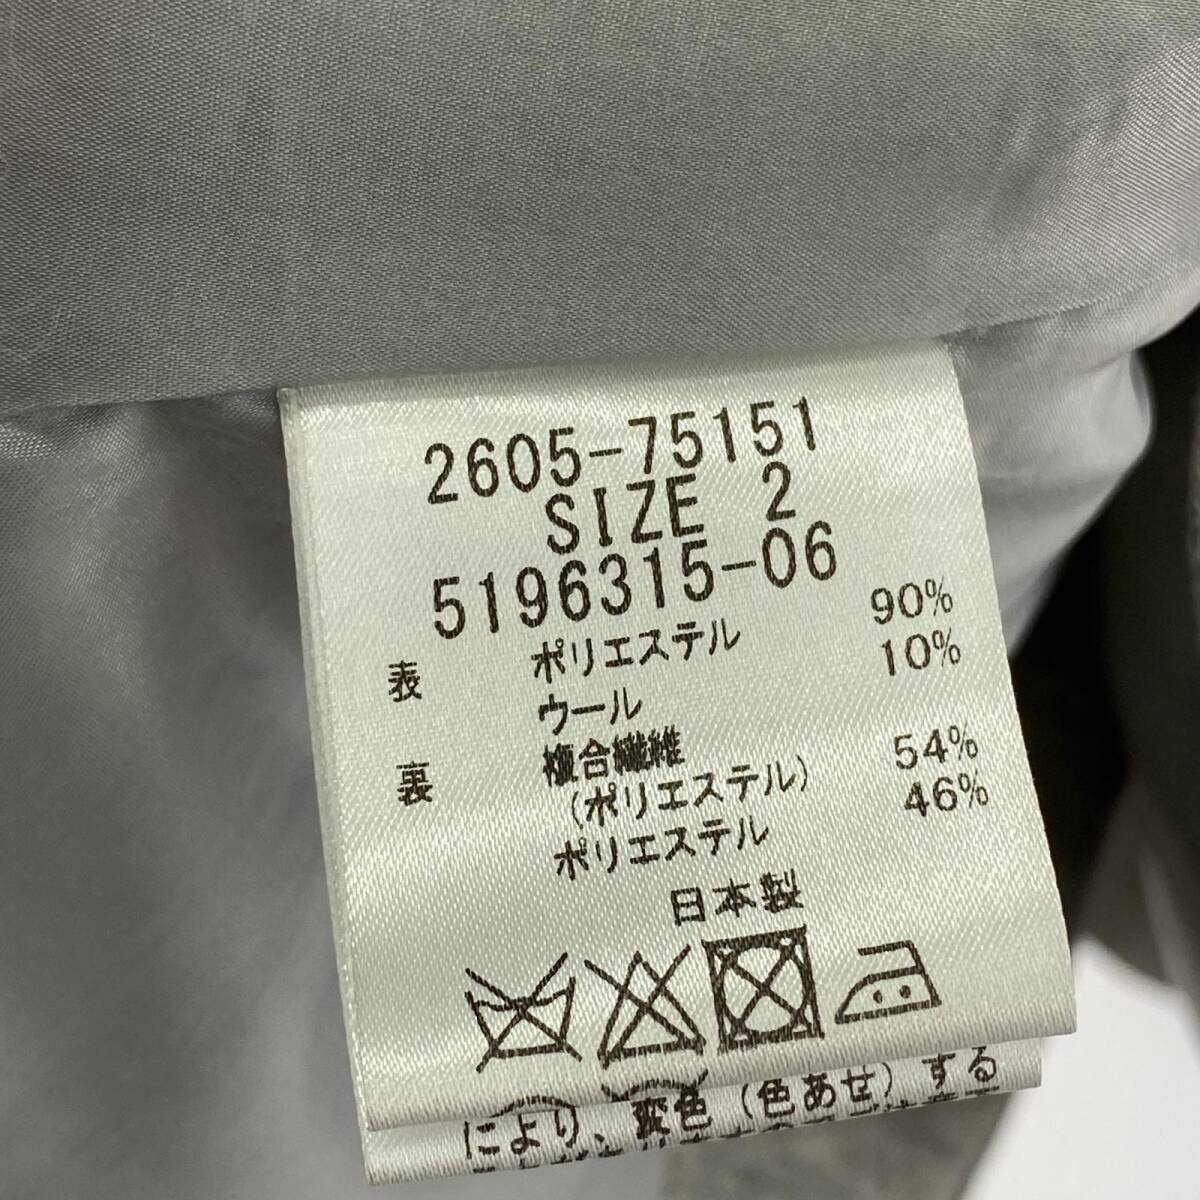 2605-75151
SIZE 2
5196315-06
表 ポリエステル 90%
ウール 10%
裏 複合繊維 54%
(ポリエステル)
ポリエステル 46%
日本製
により、変色(色あせ)する